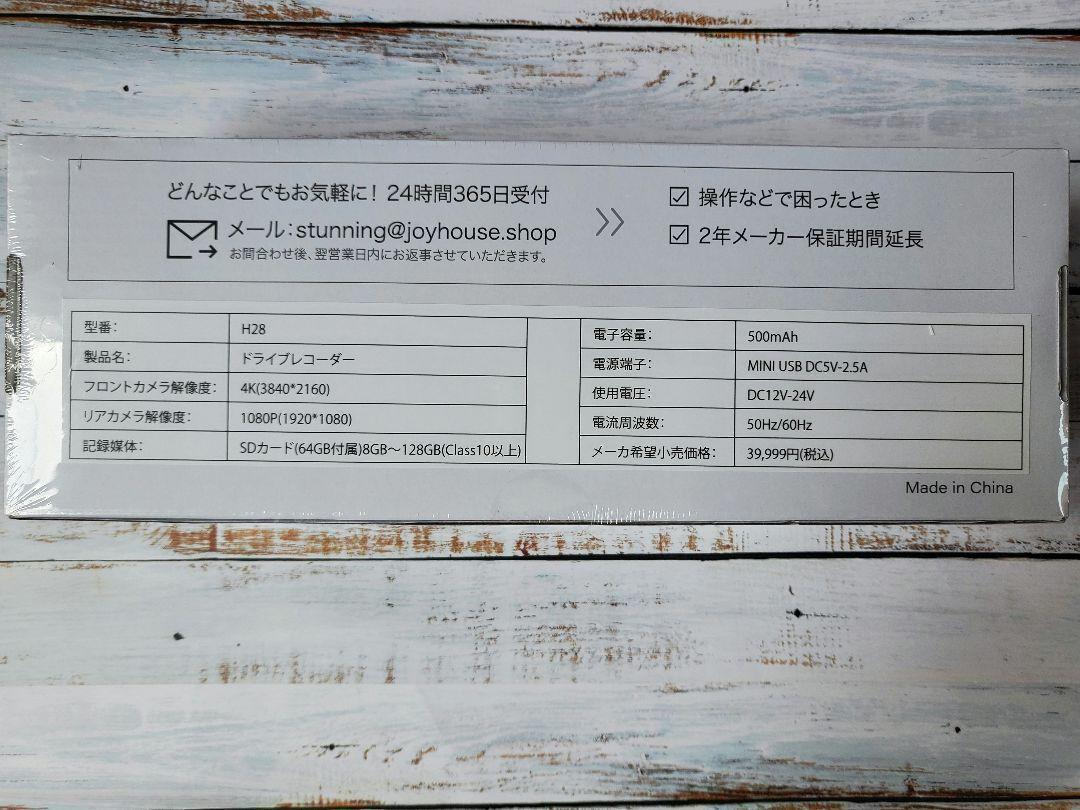 どんなことでもお気軽に！ 24時間365日受付
メール：stunning@joyhouse.shop
お問合わせ後、翌営業日内にお返事させていただきます。
操作などで困ったとき
2年メーカー保証期間延長
型番： H28
製品名： ドライブレコーダー
フロントカメラ解像度： 4K(3840*2160)
リアカメラ解像度： 1080P(1920*1080)
記録媒体： SDカード(64GB付属)8GB～128GB(Class10以上)
電子容量： 500mAh
電源端子： MINI USB DC5V-2.5A
使用電圧： DC12V-24V
電流周波数： 50Hz/60Hz
メーカ希望小売価格： 39,999円(税込)
Made in China